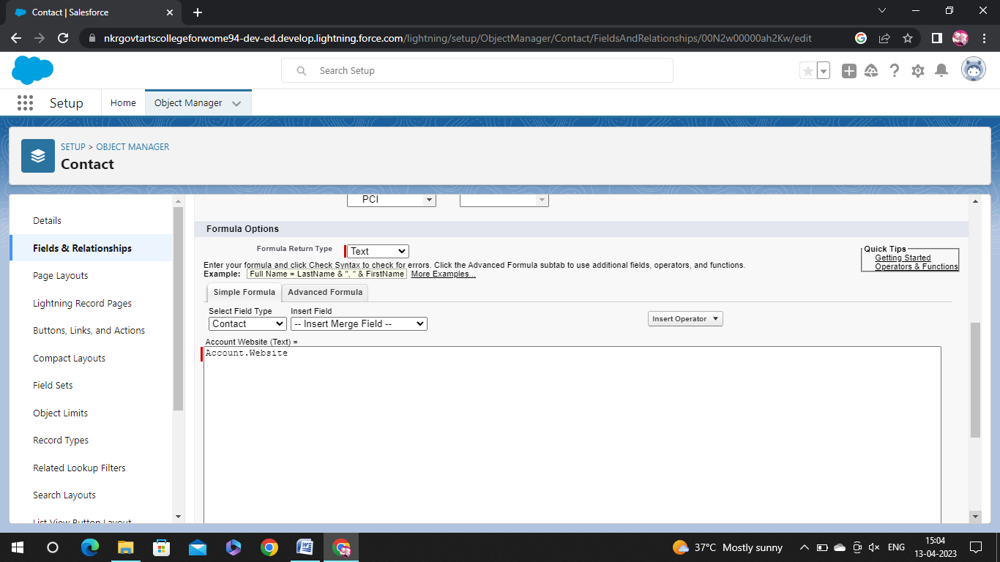 Contact | Salesforce
nkrgovtartscollegeforwome94-dev-ed.develop.lightning.force.com/lightning/setup/ObjectManager/Contact/FieldsAndRelationships/00N2w00000ah2Kw/edit
Search Setup
Setup
Home
Object Manager
SETUP > OBJECT MANAGER
Contact
Details
Fields & Relationships
Page Layouts
Lightning Record Pages
Buttons, Links, and Actions
Compact Layouts
Field Sets
Object Limits
Record Types
Related Lookup Filters
Search Layouts
List View Button Layout
PCI
Formula Options
Formula Return Type
Text
Quick Tips
Getting Started
Operators & Functions
Enter your formula and click Check Syntax to check for errors. Click the Advanced Formula subtab to use additional fields, operators, and functions.
Example: Full Name = LastName & ", " & FirstName More Examples...
Simple Formula
Advanced Formula
Select Field Type
Insert Field
Contact
-- Insert Merge Field --
Insert Operator
Account Website (Text) =
Account.Website
37°C Mostly sunny
ENG
15:04
13-04-2023